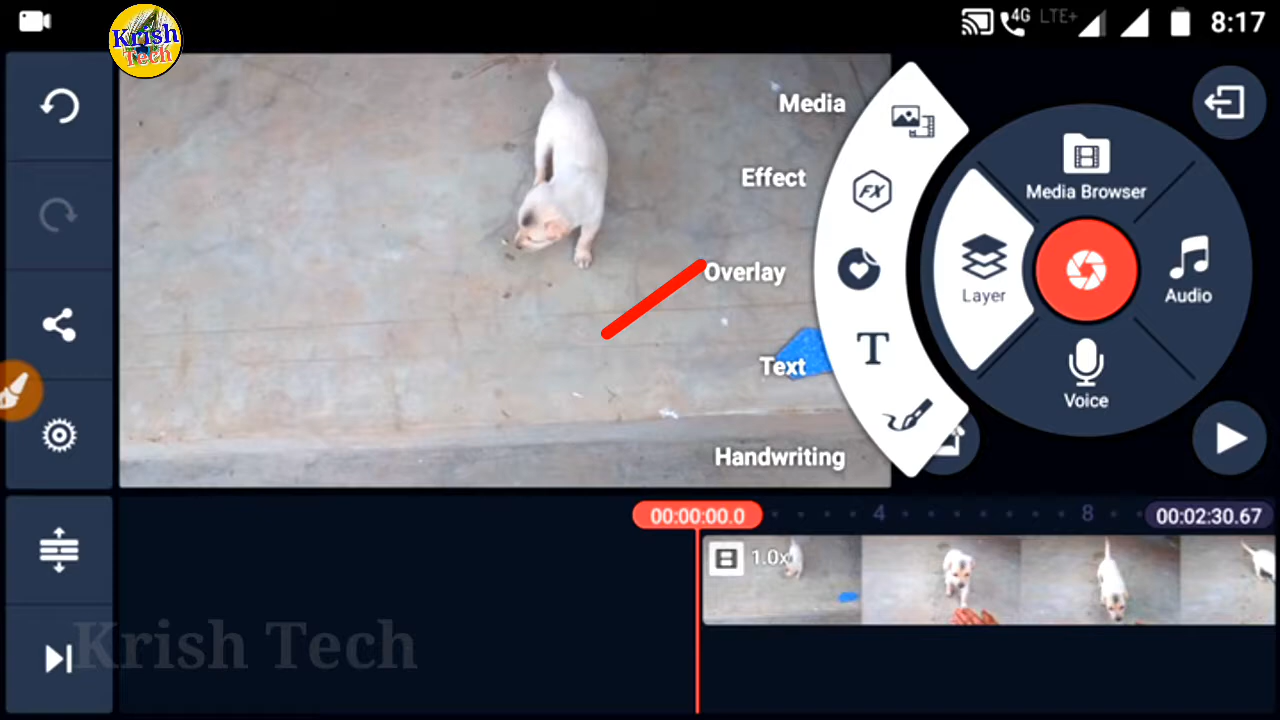 Krish
Tech
4G
LTE+
8:17
Media
Effect
FX
Overlay
Text
T
Handwriting
Media Browser
Layer
Audio
Voice
00:00:00.0
4
8
00:02:30.67
1.0x
Krish Tech